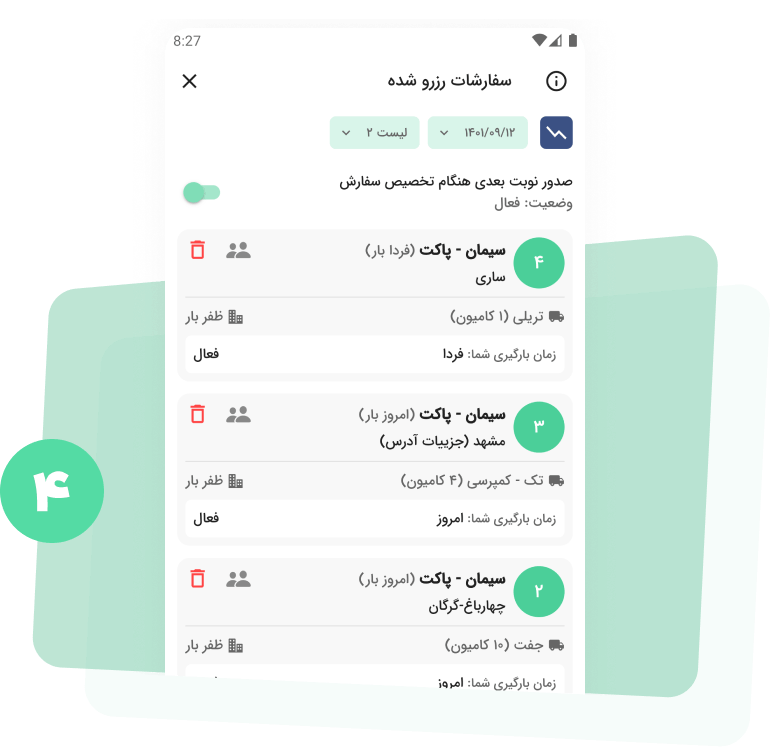 8:27
سفارشات رزرو شده
۱۴۰۱/۰۹/۱۲
لیست ۲
صدور نوبت بعدی هنگام تخصیص سفارش
وضعیت: فعال
۴
سیمان - پاکت (فردا بار)
ساری
تریلی (۱ کامیون)
ظفر بار
زمان بارگیری شما: فردا
فعال
۳
سیمان - پاکت (امروز بار)
مشهد (جزییات آدرس)
تک - کمپرسی (۴ کامیون)
ظفر بار
زمان بارگیری شما: امروز
فعال
۲
سیمان - پاکت (امروز بار)
چهارباغ-گرگان
جفت (۱۰ کامیون)
ظفر بار
زمان بارگیری شما: امروز
۴